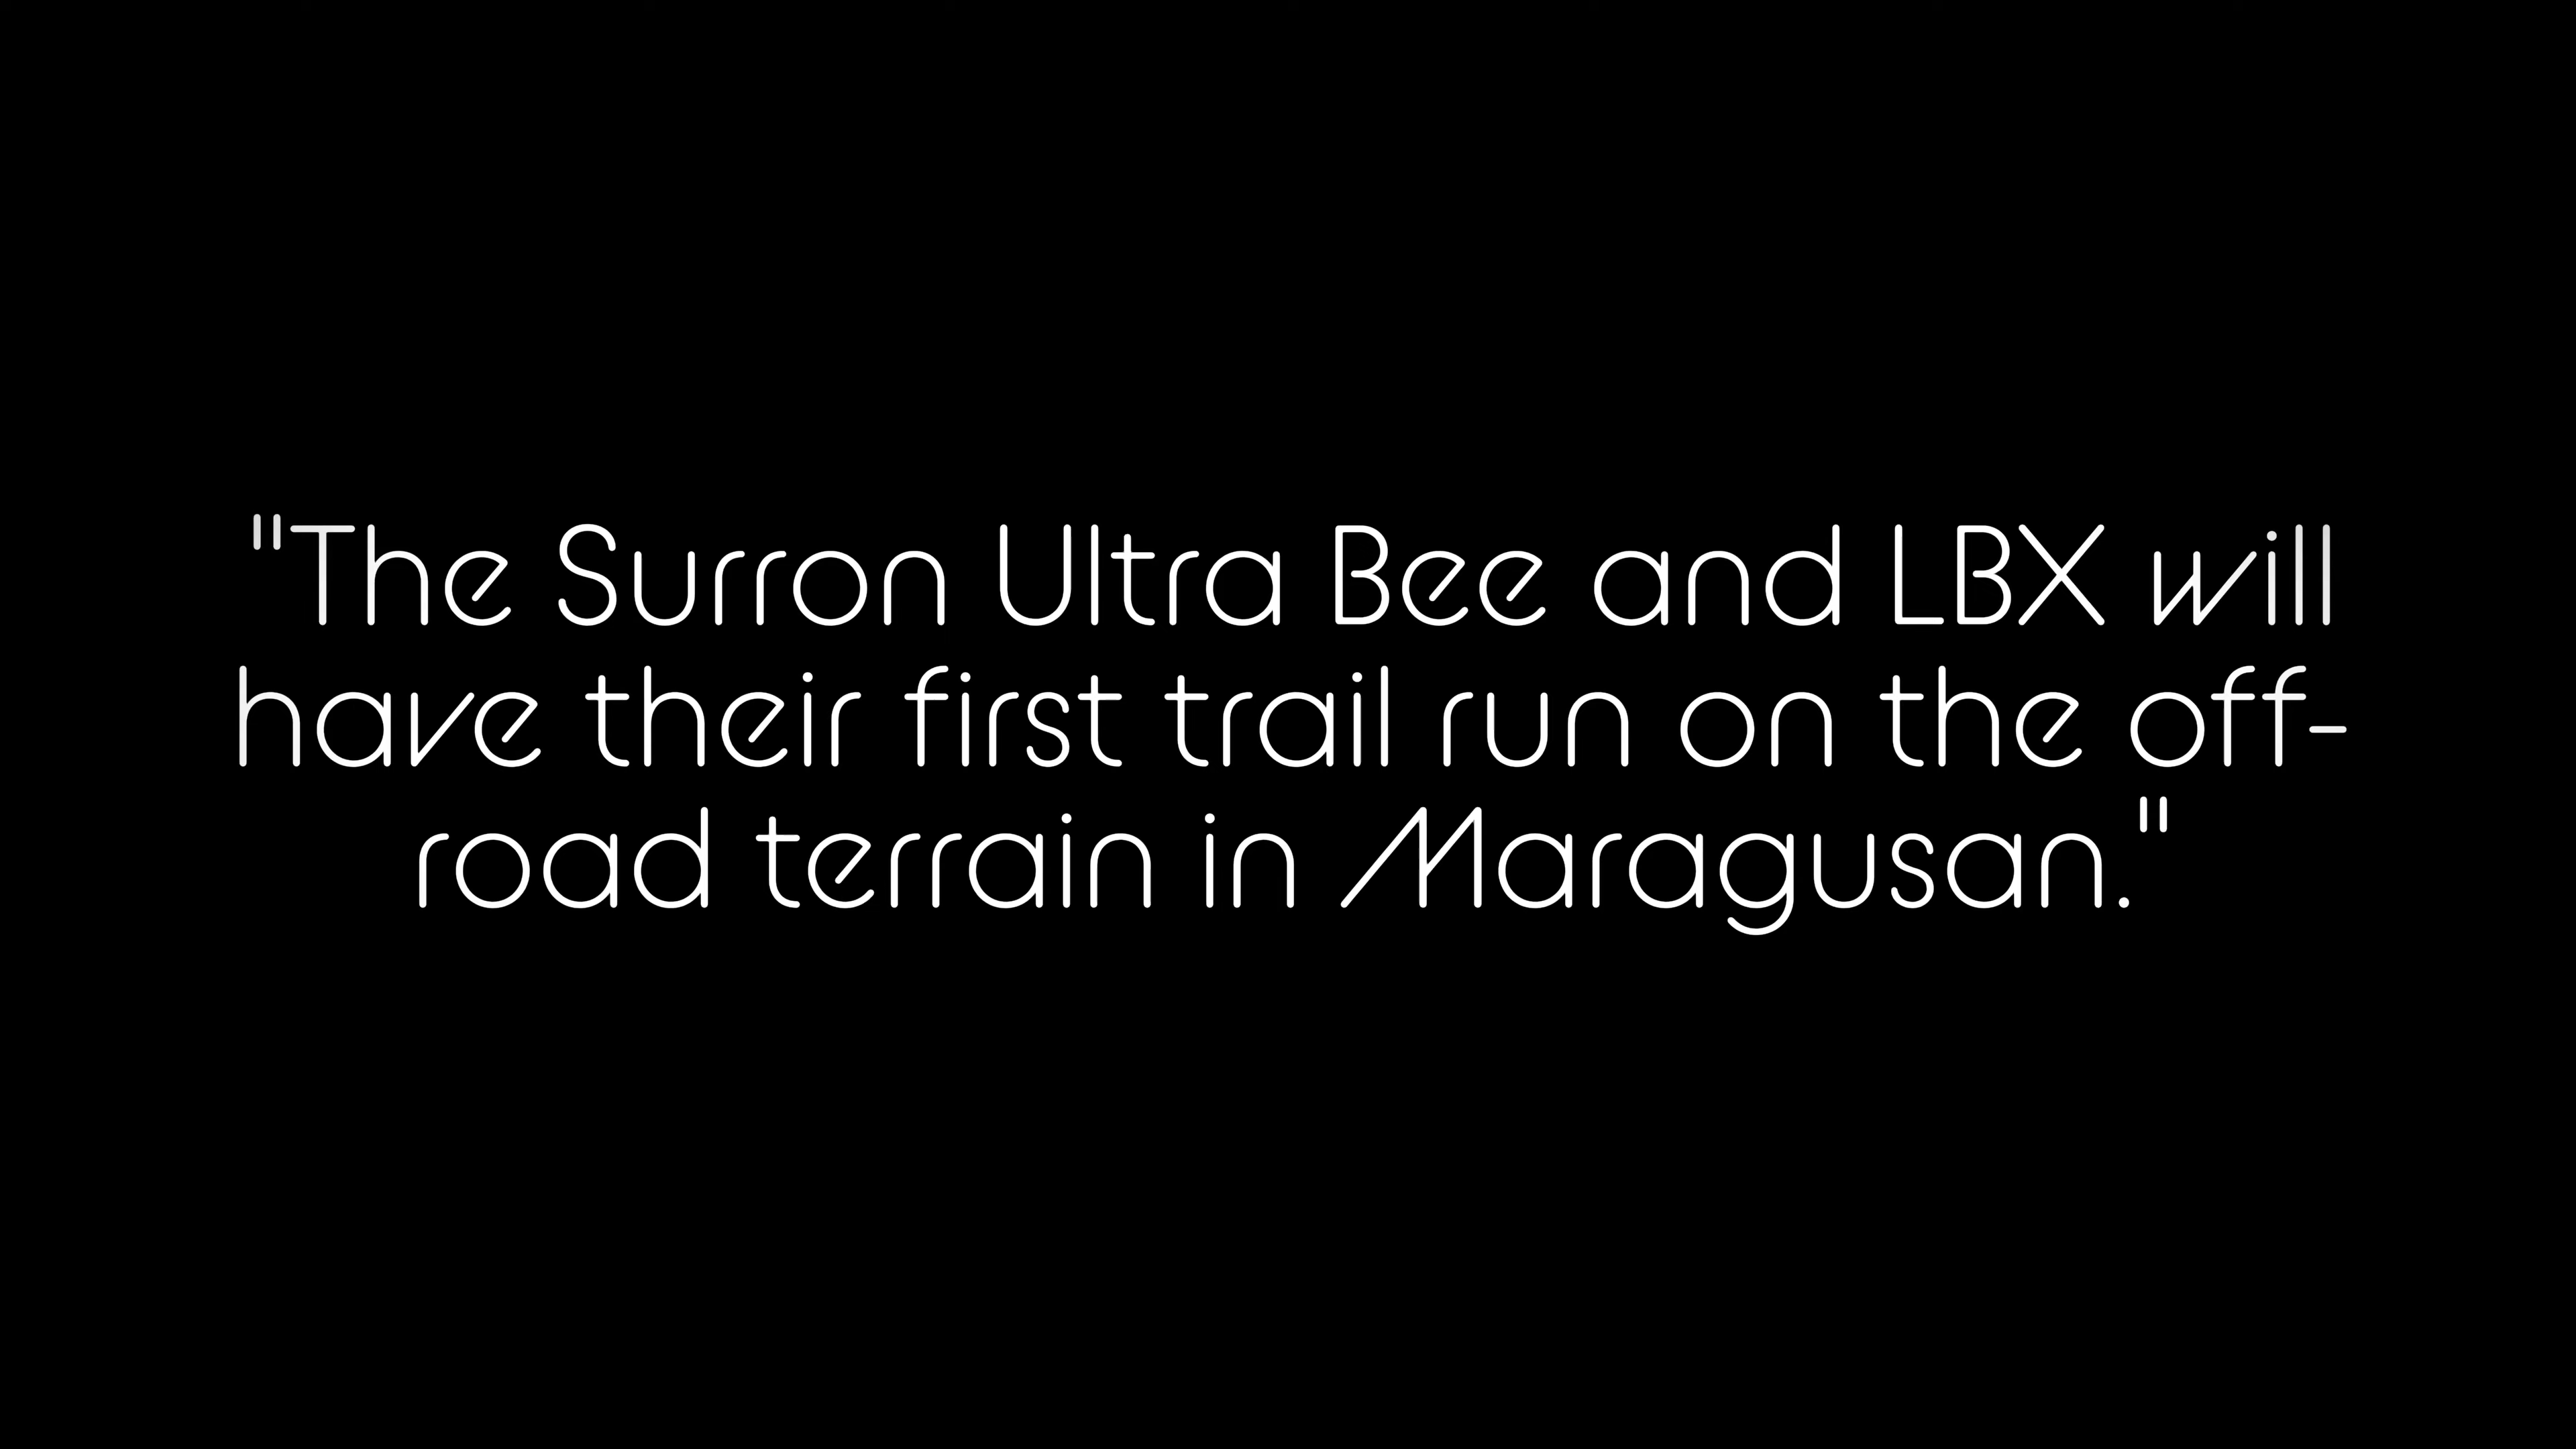 "The Surron Ultra Bee and LBX will
have their first trail run on the off-
road terrain in Maragusan."